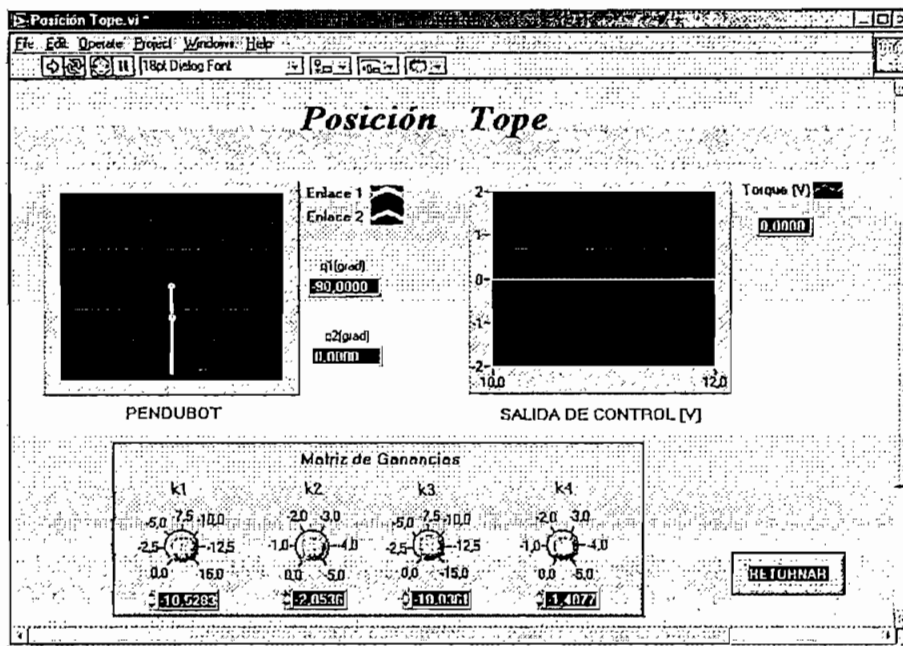 Posición Tope.vi *
File Edit Operate Project Windows Help
18pt Dialog Font
Posición Tope
Enlace 1
Enlace 2
q1(grad)
-90,0000
q2(grad)
0,0000
PENDUBOT
2-
1-
0-
-1-
-2-
10,0 12,0
SALIDA DE CONTROL [V]
Torque [V]
0,0000
Matriz de Ganancias
k1 k2 k3 k4
-5,0 -7,5 -10,0 -2,0 -3,0 -5,0 -7,5 -10,0 -2,0 -3,0
-2,5 -12,5 -1,0 -4,0 -2,5 -12,5 -1,0 -4,0
0,0 -15,0 0,0 -5,0 0,0 -15,0 0,0 -5,0
-10,5283 -2,0536 -1,4077
RETORNAR